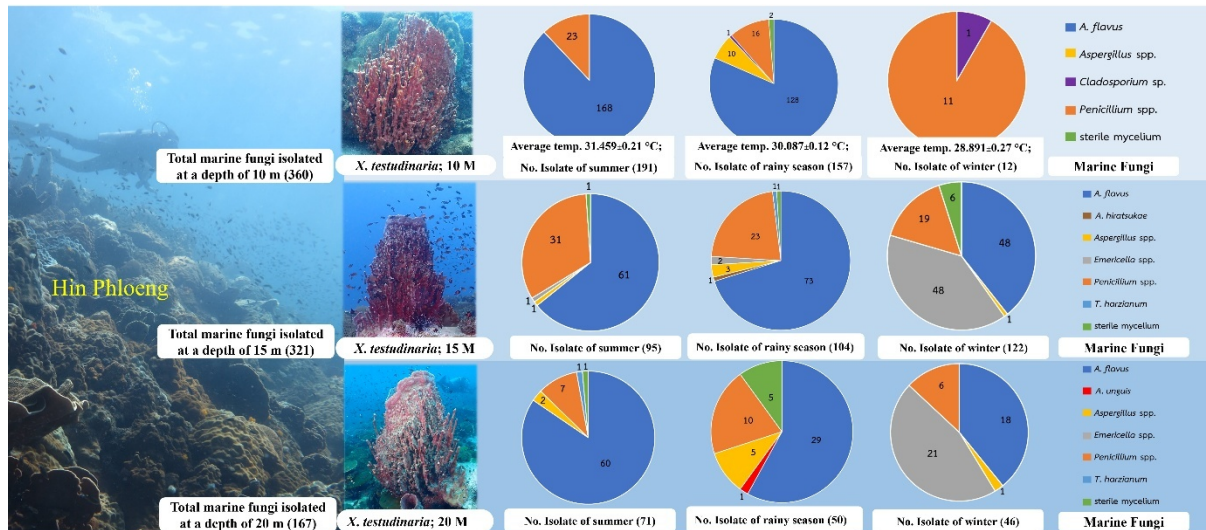 Hin Phloeng
Total marine fungi isolated
at a depth of 10 m (360)
X. testudinaria; 10 M
23
168
Average temp. 31.459±0.21 °C;
No. Isolate of summer (191)
2
1
16
10
128
Average temp. 30.087±0.12 °C;
No. Isolate of rainy season (157)
1
11
Average temp. 28.891±0.27 °C;
No. Isolate of winter (12)
A. flavus
Aspergillus spp.
Cladosporium sp.
Penicillium spp.
sterile mycelium
Marine Fungi
Total marine fungi isolated
at a depth of 15 m (321)
X. testudinaria; 15 M
1
31
61
1
1
No. Isolate of summer (95)
11
23
2
3
1
73
No. Isolate of rainy season (104)
6
19
48
48
1
No. Isolate of winter (122)
A. flavus
A. hiratsukae
Aspergillus spp.
Emericella spp.
Penicillium spp.
T. harzianum
sterile mycelium
Marine Fungi
Total marine fungi isolated
at a depth of 20 m (167)
X. testudinaria; 20 M
1 1
7
2
60
No. Isolate of summer (71)
5
10
5
29
1
No. Isolate of rainy season (50)
6
18
21
1
No. Isolate of winter (46)
A. flavus
A. unguis
Aspergillus spp.
Emericella spp.
Penicillium spp.
T. harzianum
sterile mycelium
Marine Fungi